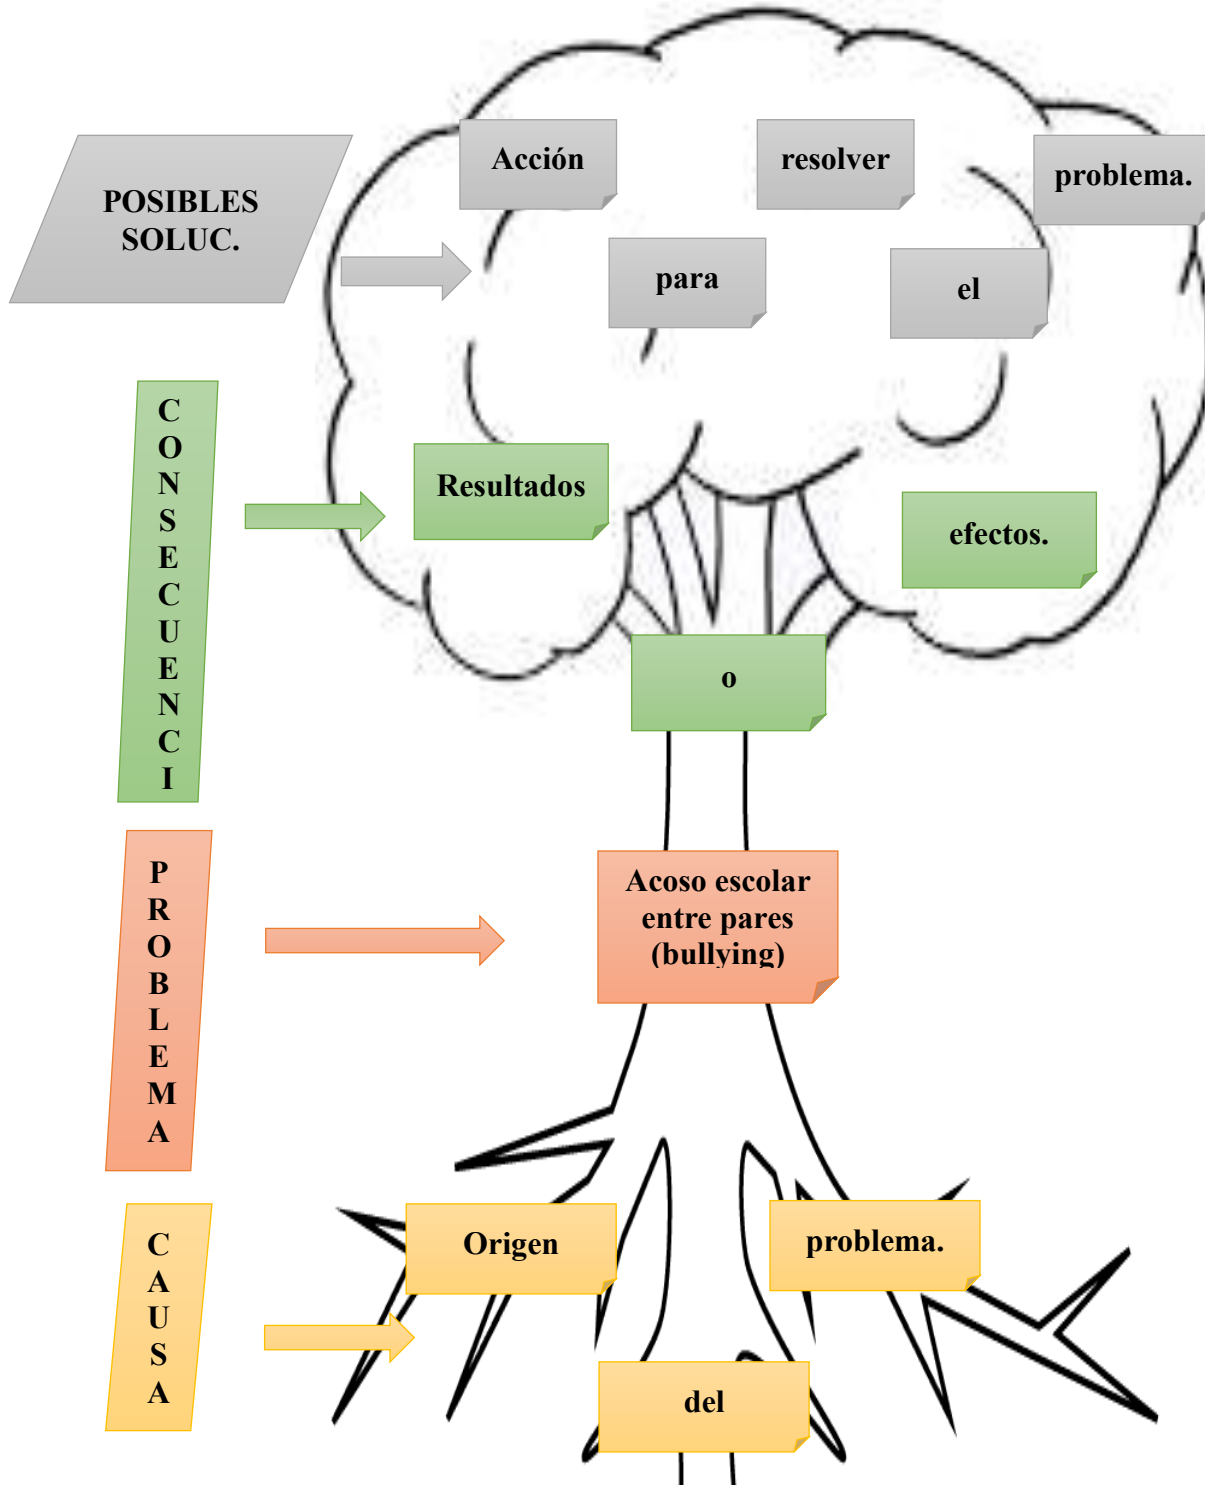 POSIBLES
SOLUC.
Acción
para
resolver
el
problema.
C
O
N
S
E
C
U
E
N
C
I
Resultados
o
efectos.
P
R
O
B
L
E
M
A
Acoso escolar
entre pares
(bullying)
C
A
U
S
A
Origen
del
problema.